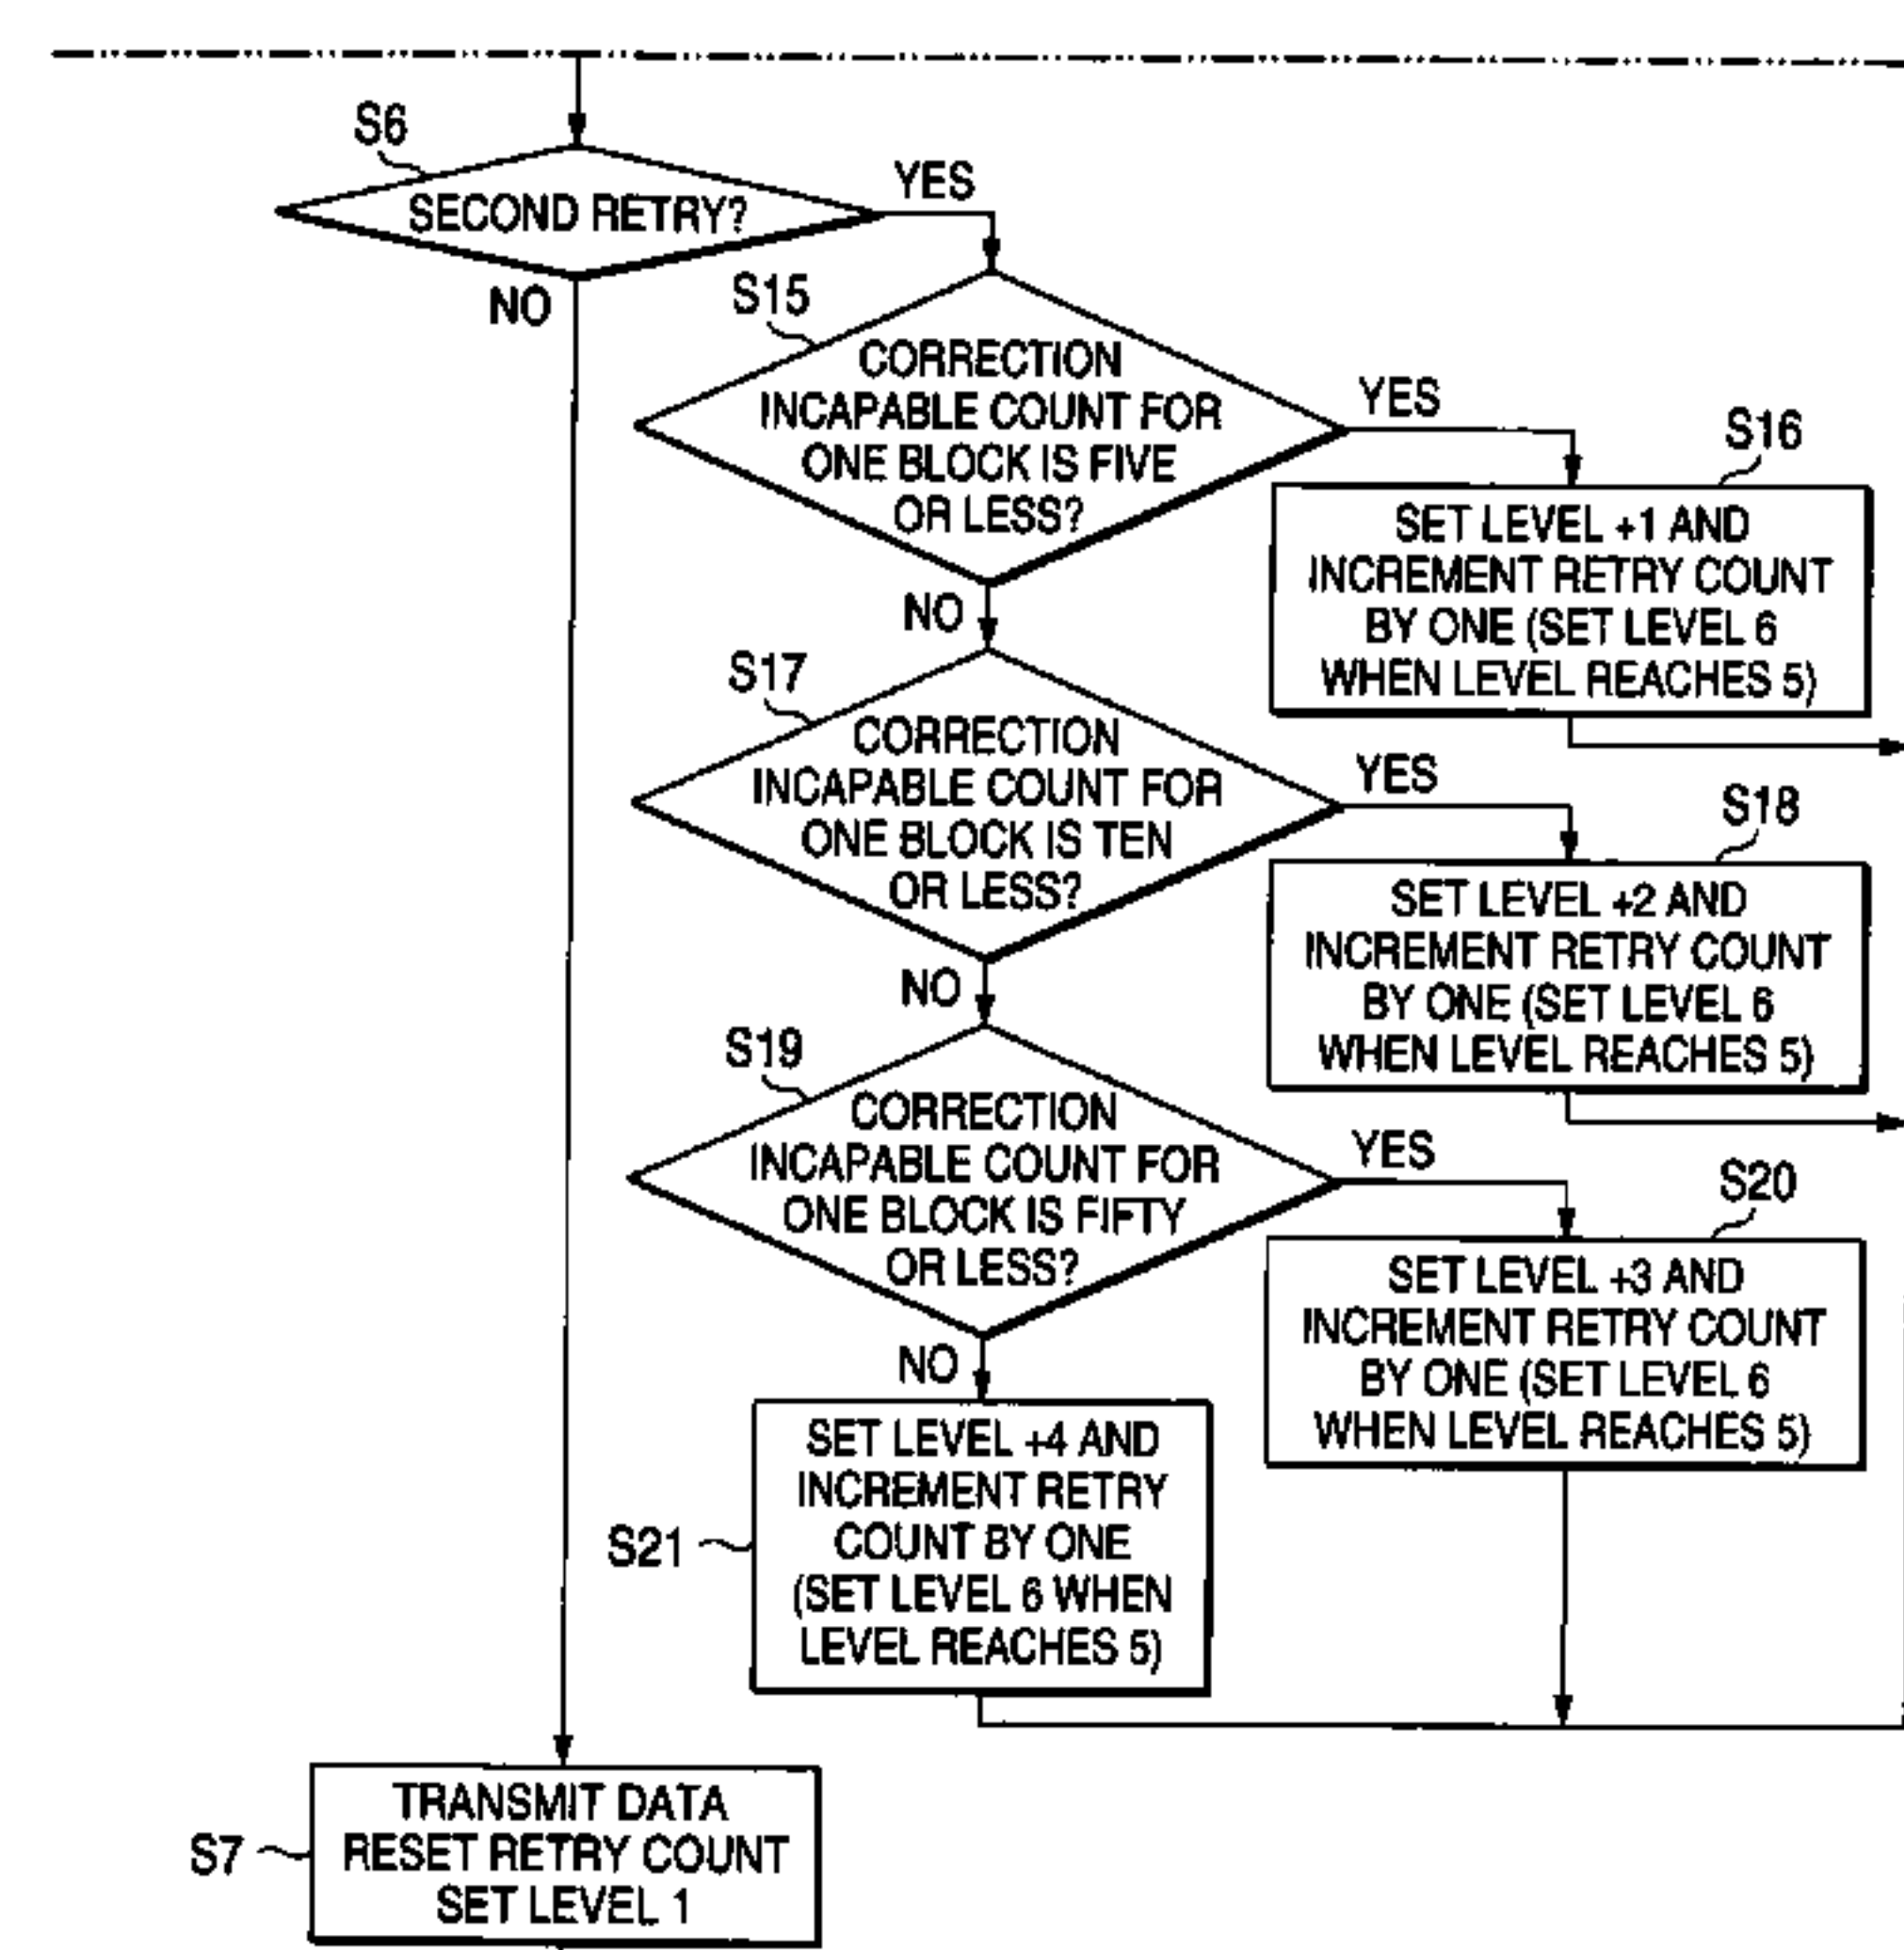 S6
SECOND RETRY?
YES
NO
S15
CORRECTION
INCAPABLE COUNT FOR
ONE BLOCK IS FIVE
OR LESS?
YES
NO
S16
SET LEVEL +1 AND
INCREMENT RETRY COUNT
BY ONE (SET LEVEL 6
WHEN LEVEL REACHES 5)
S17
CORRECTION
INCAPABLE COUNT FOR
ONE BLOCK IS TEN
OR LESS?
YES
NO
S18
SET LEVEL +2 AND
INCREMENT RETRY COUNT
BY ONE (SET LEVEL 6
WHEN LEVEL REACHES 5)
S19
CORRECTION
INCAPABLE COUNT FOR
ONE BLOCK IS FIFTY
OR LESS?
YES
NO
S20
SET LEVEL +3 AND
INCREMENT RETRY COUNT
BY ONE (SET LEVEL 6
WHEN LEVEL REACHES 5)
S21
SET LEVEL +4 AND
INCREMENT RETRY
COUNT BY ONE
(SET LEVEL 6 WHEN
LEVEL REACHES 5)
S7
TRANSMIT DATA
RESET RETRY COUNT
SET LEVEL 1